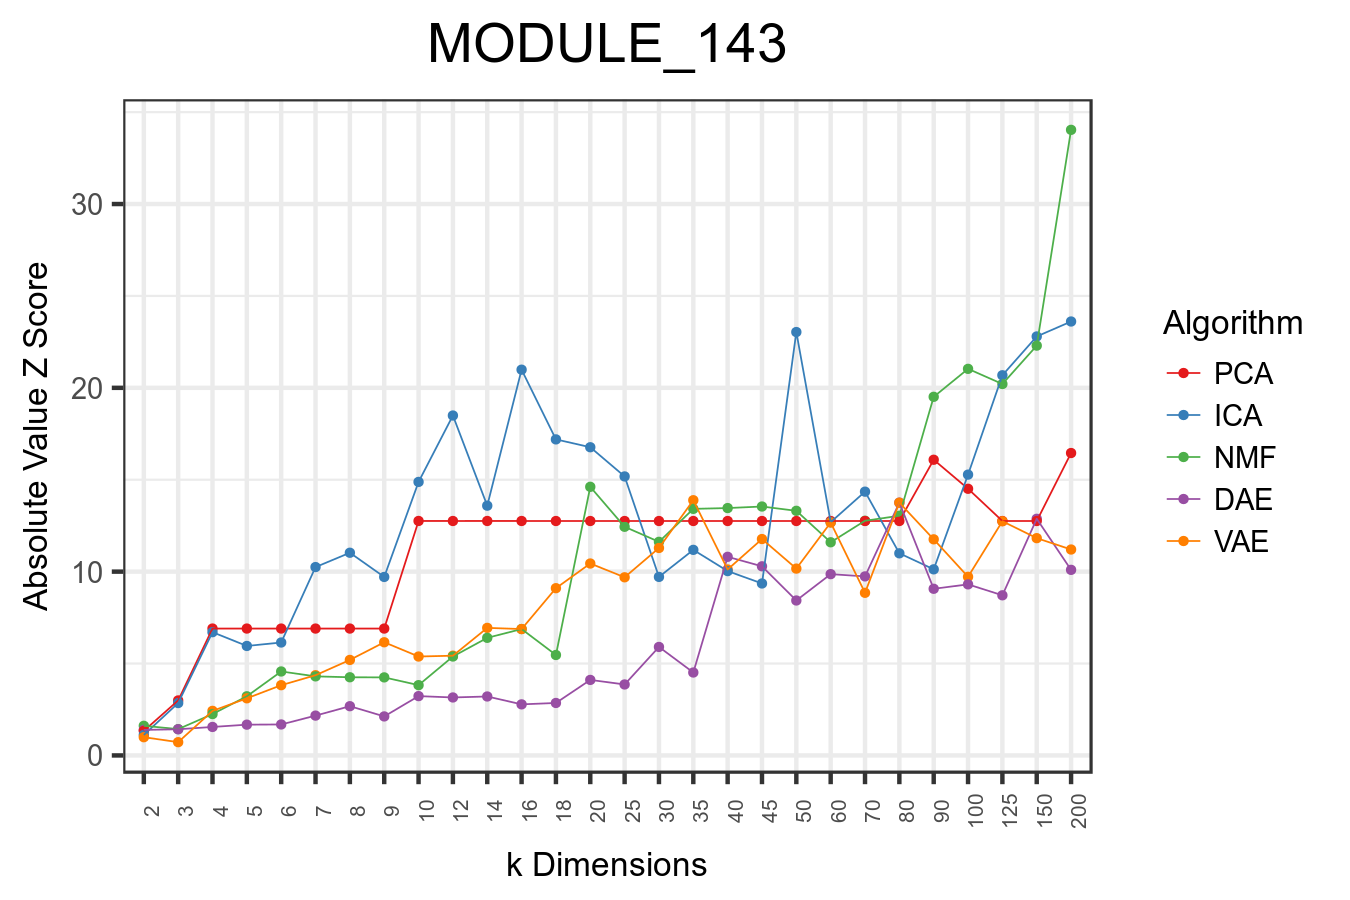 MODULE_143
Absolute Value Z Score
30
20
10
0
2 3 4 5 6 7 8 9 10 12 14 16 18 20 25 30 35 40 45 50 60 70 80 90 100 125 150 200
k Dimensions
Algorithm
PCA
ICA
NMF
DAE
VAE